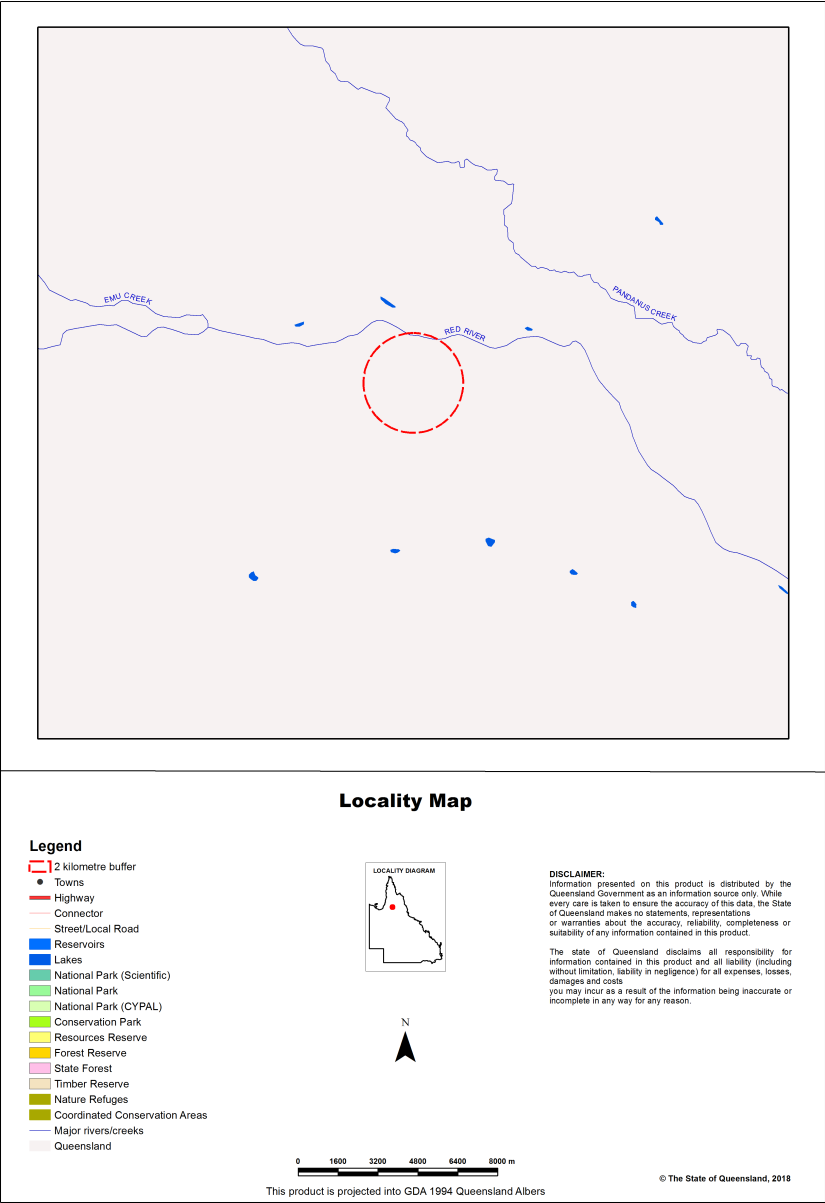 EMU CREEK
PANDANUS CREEK
RED RIVER
Locality Map
Legend
2 kilometre buffer
Towns
Highway
Connector
Street/Local Road
Reservoirs
Lakes
National Park (Scientific)
National Park
National Park (CYPAL)
Conservation Park
Resources Reserve
Forest Reserve
State Forest
Timber Reserve
Nature Refuges
Coordinated Conservation Areas
Major rivers/creeks
Queensland
LOCALITY DIAGRAM
N
0 1600 3200 4800 6400 8000 m
This product is projected into GDA 1994 Queensland Albers
DISCLAIMER:
Information presented on this product is distributed by the
Queensland Government as an information source only. While
every care is taken to ensure the accuracy of this data, the State
of Queensland makes no statements, representations
or warranties about the accuracy, reliability, completeness or
suitability of any information contained in this product.
The state of Queensland disclaims all responsibility for
information contained in this product and all liability (including
without limitation, liability in negligence) for all expenses, losses,
damages and costs
you may incur as a result of the information being inaccurate or
incomplete in any way for any reason.
© The State of Queensland, 2018